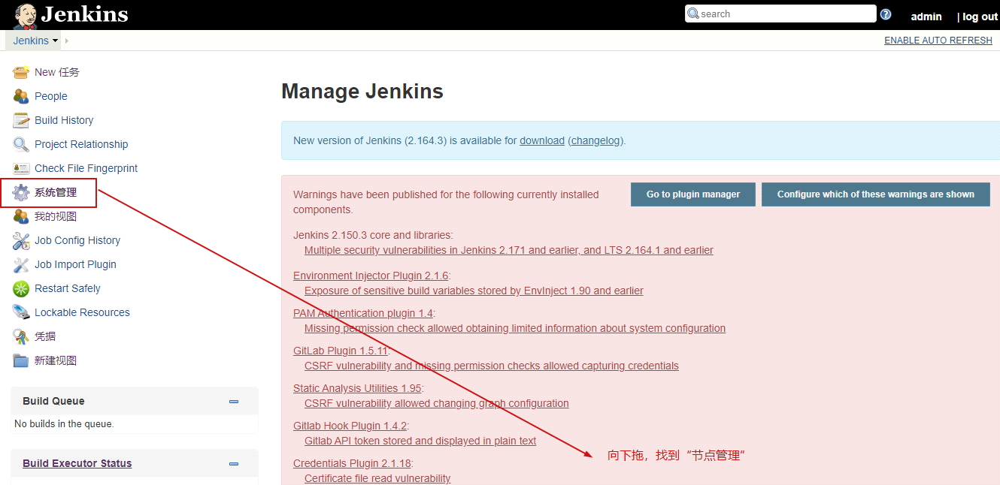 Jenkins
search
admin
| log out
Jenkins
ENABLE AUTO REFRESH
New 任务
People
Build History
Project Relationship
Check File Fingerprint
系统管理
我的视图
Job Config History
Job Import Plugin
Restart Safely
Lockable Resources
凭据
新建视图
Build Queue
No builds in the queue.
Build Executor Status
Manage Jenkins
New version of Jenkins (2.164.3) is available for download (changelog).
Warnings have been published for the following currently installed
components.
Go to plugin manager
Configure which of these warnings are shown
Jenkins 2.150.3 core and libraries:
Multiple security vulnerabilities in Jenkins 2.171 and earlier, and LTS 2.164.1 and earlier
Environment Injector Plugin 2.1.6:
Exposure of sensitive build variables stored by EnvInject 1.90 and earlier
PAM Authentication plugin 1.4:
Missing permission check allowed obtaining limited information about system configuration
GitLab Plugin 1.5.11:
CSRF vulnerability and missing permission checks allowed capturing credentials
Static Analysis Utilities 1.95:
CSRF vulnerability allowed changing graph configuration
Gitlab Hook Plugin 1.4.2:
Gitlab API token stored and displayed in plain text
Credentials Plugin 2.1.18:
Certificate file read vulnerability
向下拖，找到“节点管理”